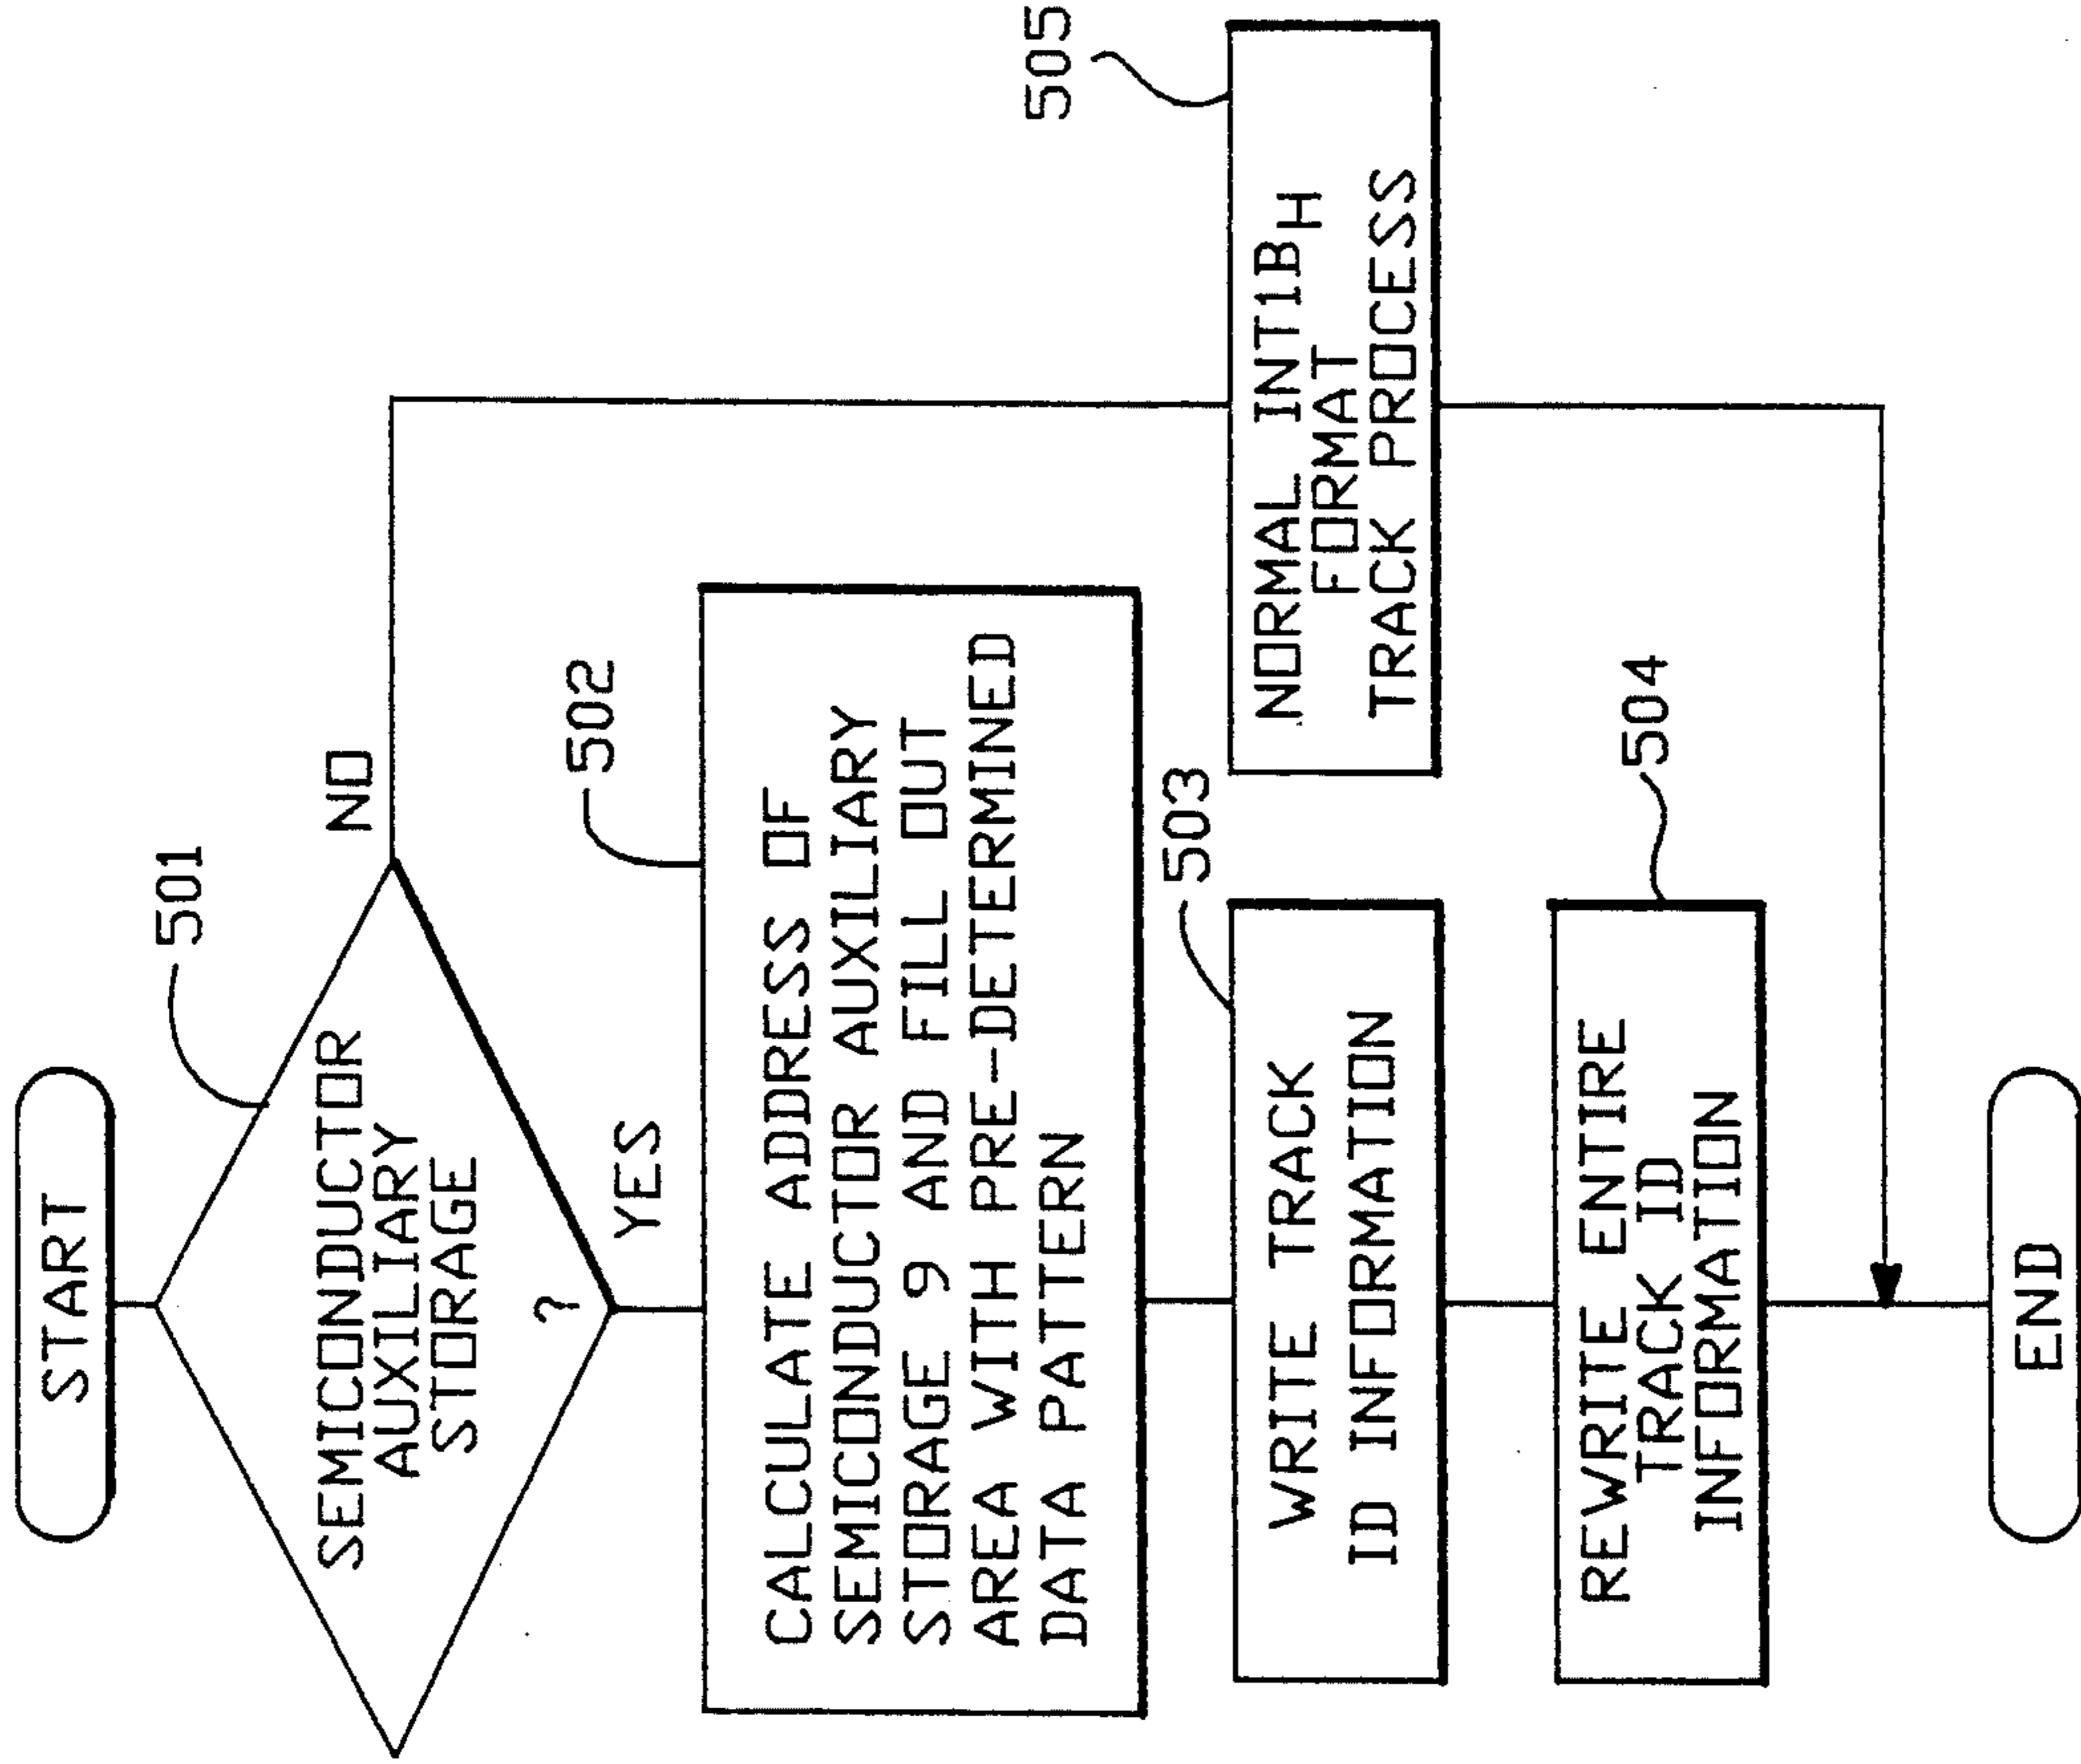 START
501
SEMICONDUCTOR
AUXILIARY
STORAGE
?
NO
YES
502
CALCULATE ADDRESS OF
SEMICONDUCTOR AUXILIARY
STORAGE 9 AND FILL OUT
AREA WITH PRE-DETERMINED
DATA PATTERN
503
WRITE TRACK
ID INFORMATION
505
NORMAL INT1BH
FORMAT
TRACK PROCESS
504
REWRITE ENTIRE
TRACK ID
INFORMATION
END